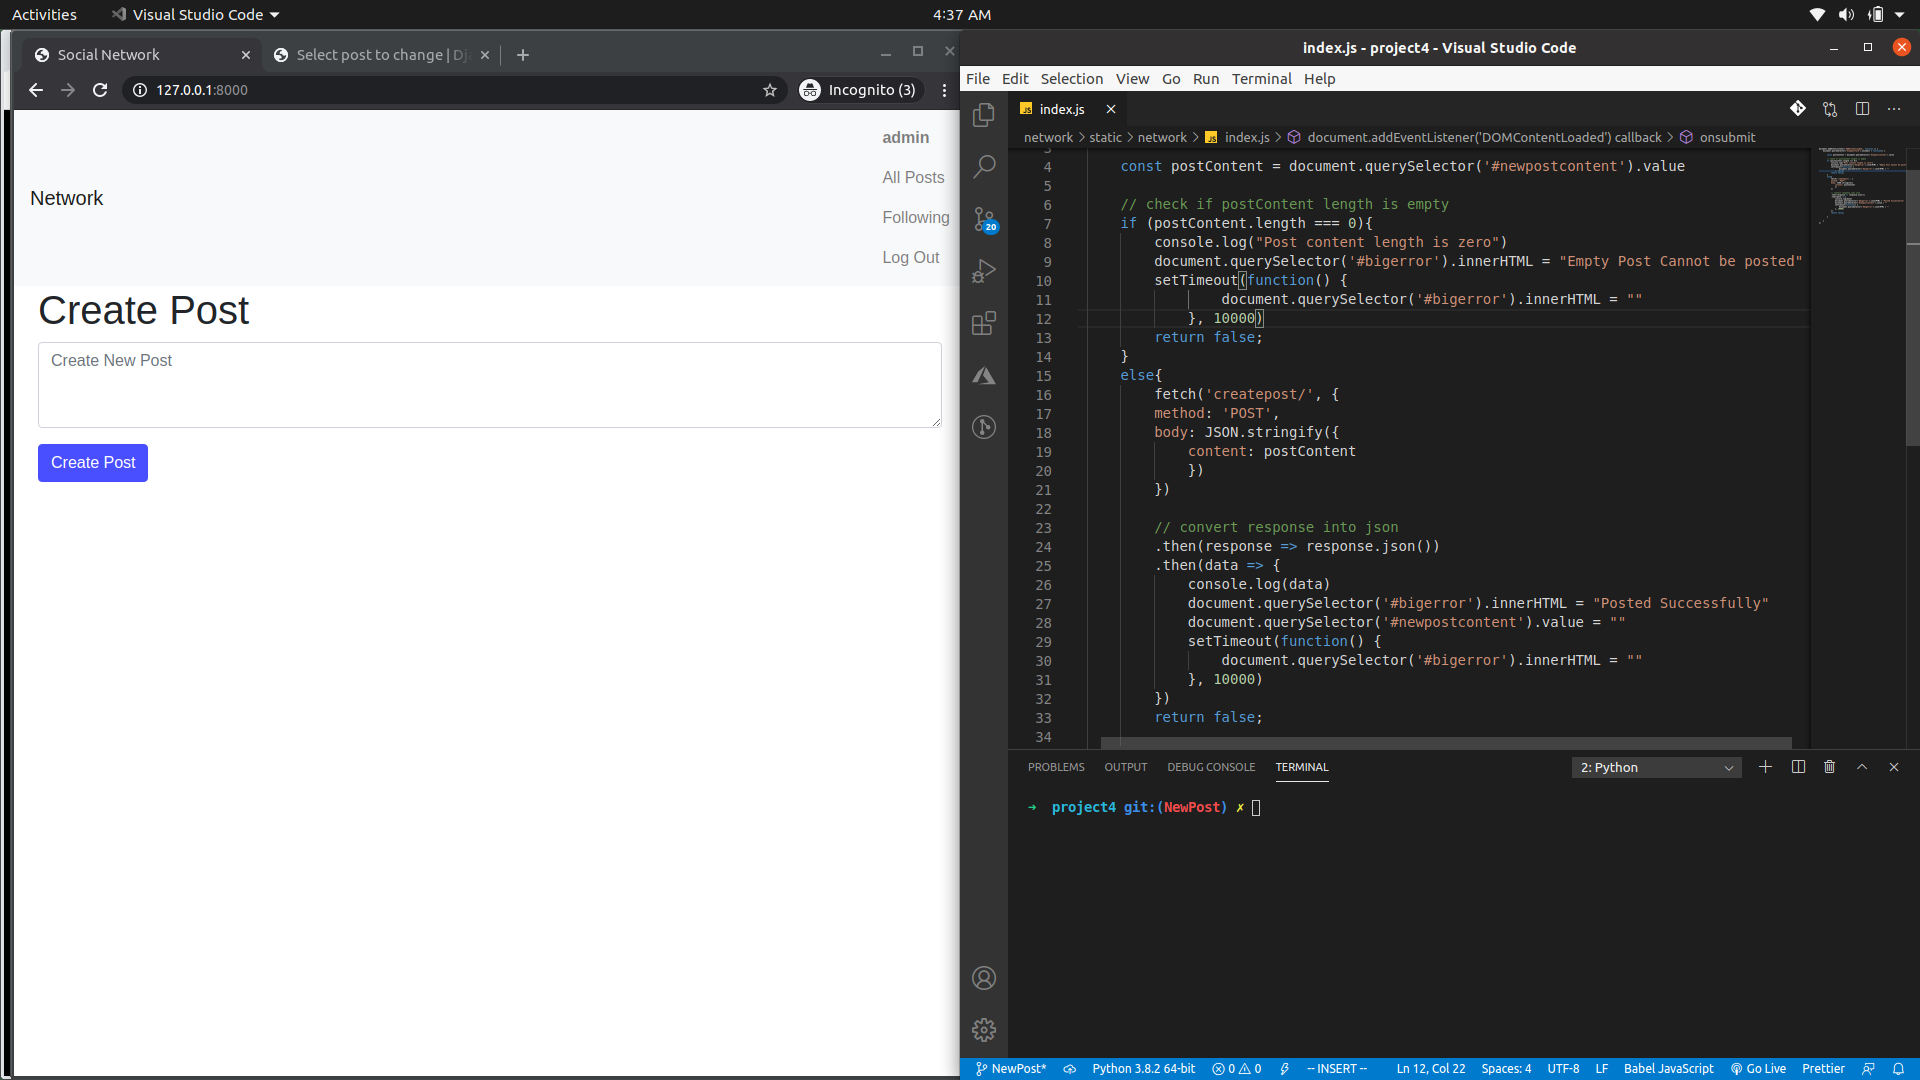 Activities
Visual Studio Code
4:37 AM
Social Network
Select post to change | Dj
127.0.0.1:8000
Incognito (3)
Network
admin
All Posts
Following
Log Out
Create Post
Create New Post
Create Post
index.js - project4 - Visual Studio Code
File Edit Selection View Go Run Terminal Help
index.js
network > static > network > index.js > document.addEventListener('DOMContentLoaded') callback > onsubmit
20
3
4 const postContent = document.querySelector('#newpostcontent').value
5
6 // check if postContent length is empty
7 if (postContent.length === 0){
8 console.log("Post content length is zero")
9 document.querySelector('#bigerror').innerHTML = "Empty Post Cannot be posted"
10 setTimeout(function() {
11 document.querySelector('#bigerror').innerHTML = ""
12 }, 10000)
13 return false;
14 }
15 else{
16 fetch('createpost/', {
17 method: 'POST',
18 body: JSON.stringify({
19 content: postContent
20 })
21 })
22
23 // convert response into json
24 .then(response => response.json())
25 .then(data => {
26 console.log(data)
27 document.querySelector('#bigerror').innerHTML = "Posted Successfully"
28 document.querySelector('#newpostcontent').value = ""
29 setTimeout(function() {
30 document.querySelector('#bigerror').innerHTML = ""
31 }, 10000)
32 })
33 return false;
34
PROBLEMS OUTPUT DEBUG CONSOLE TERMINAL
2: Python
➜ project4 git:(NewPost) ✗
NewPost* Python 3.8.2 64-bit 0 0 -- INSERT -- Ln 12, Col 22 Spaces: 4 UTF-8 LF Babel JavaScript Go Live Prettier